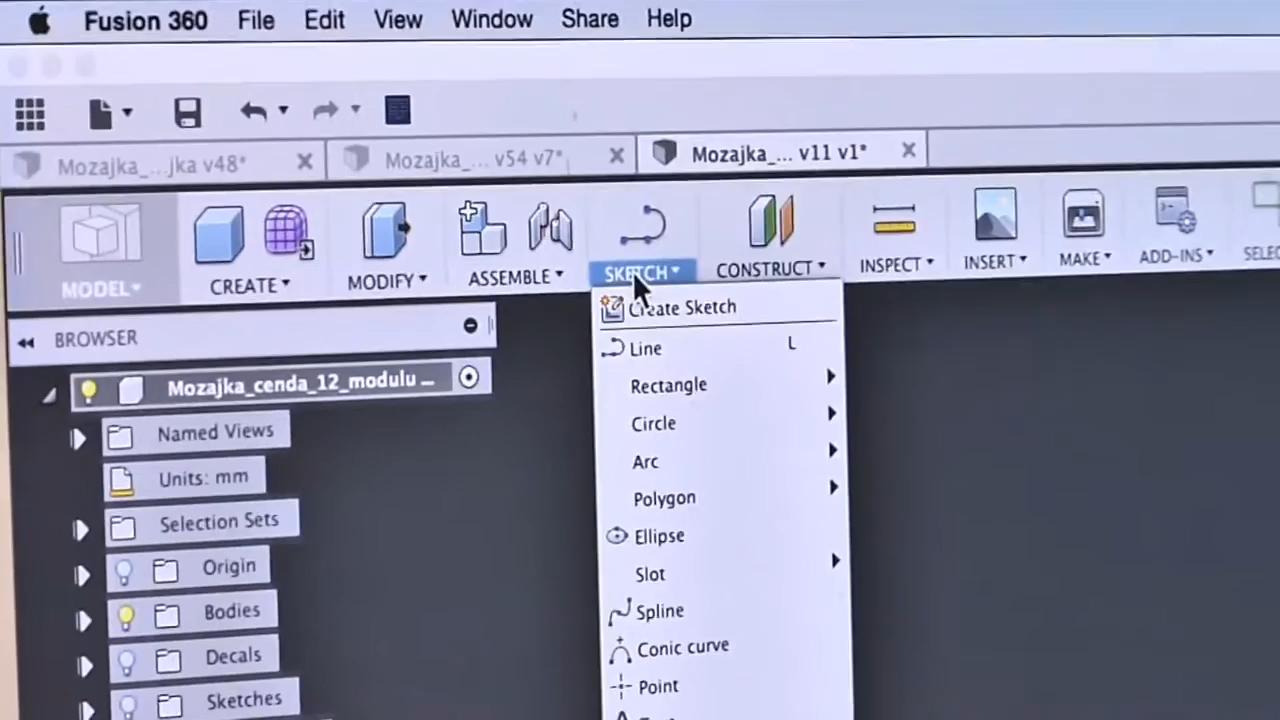 Fusion 360 File Edit View Window Share Help
Mozajka_...jka v48* Mozajka_... v54 v7* Mozajka_... v11 v1*
MODEL CREATE MODIFY ASSEMBLE SKETCH CONSTRUCT INSPECT INSERT MAKE ADD-INS
BROWSER
Mozajka_cenda_12_modulu ...
Named Views
Units: mm
Selection Sets
Origin
Bodies
Decals
Sketches
Create Sketch
Line L
Rectangle
Circle
Arc
Polygon
Ellipse
Slot
Spline
Conic curve
Point